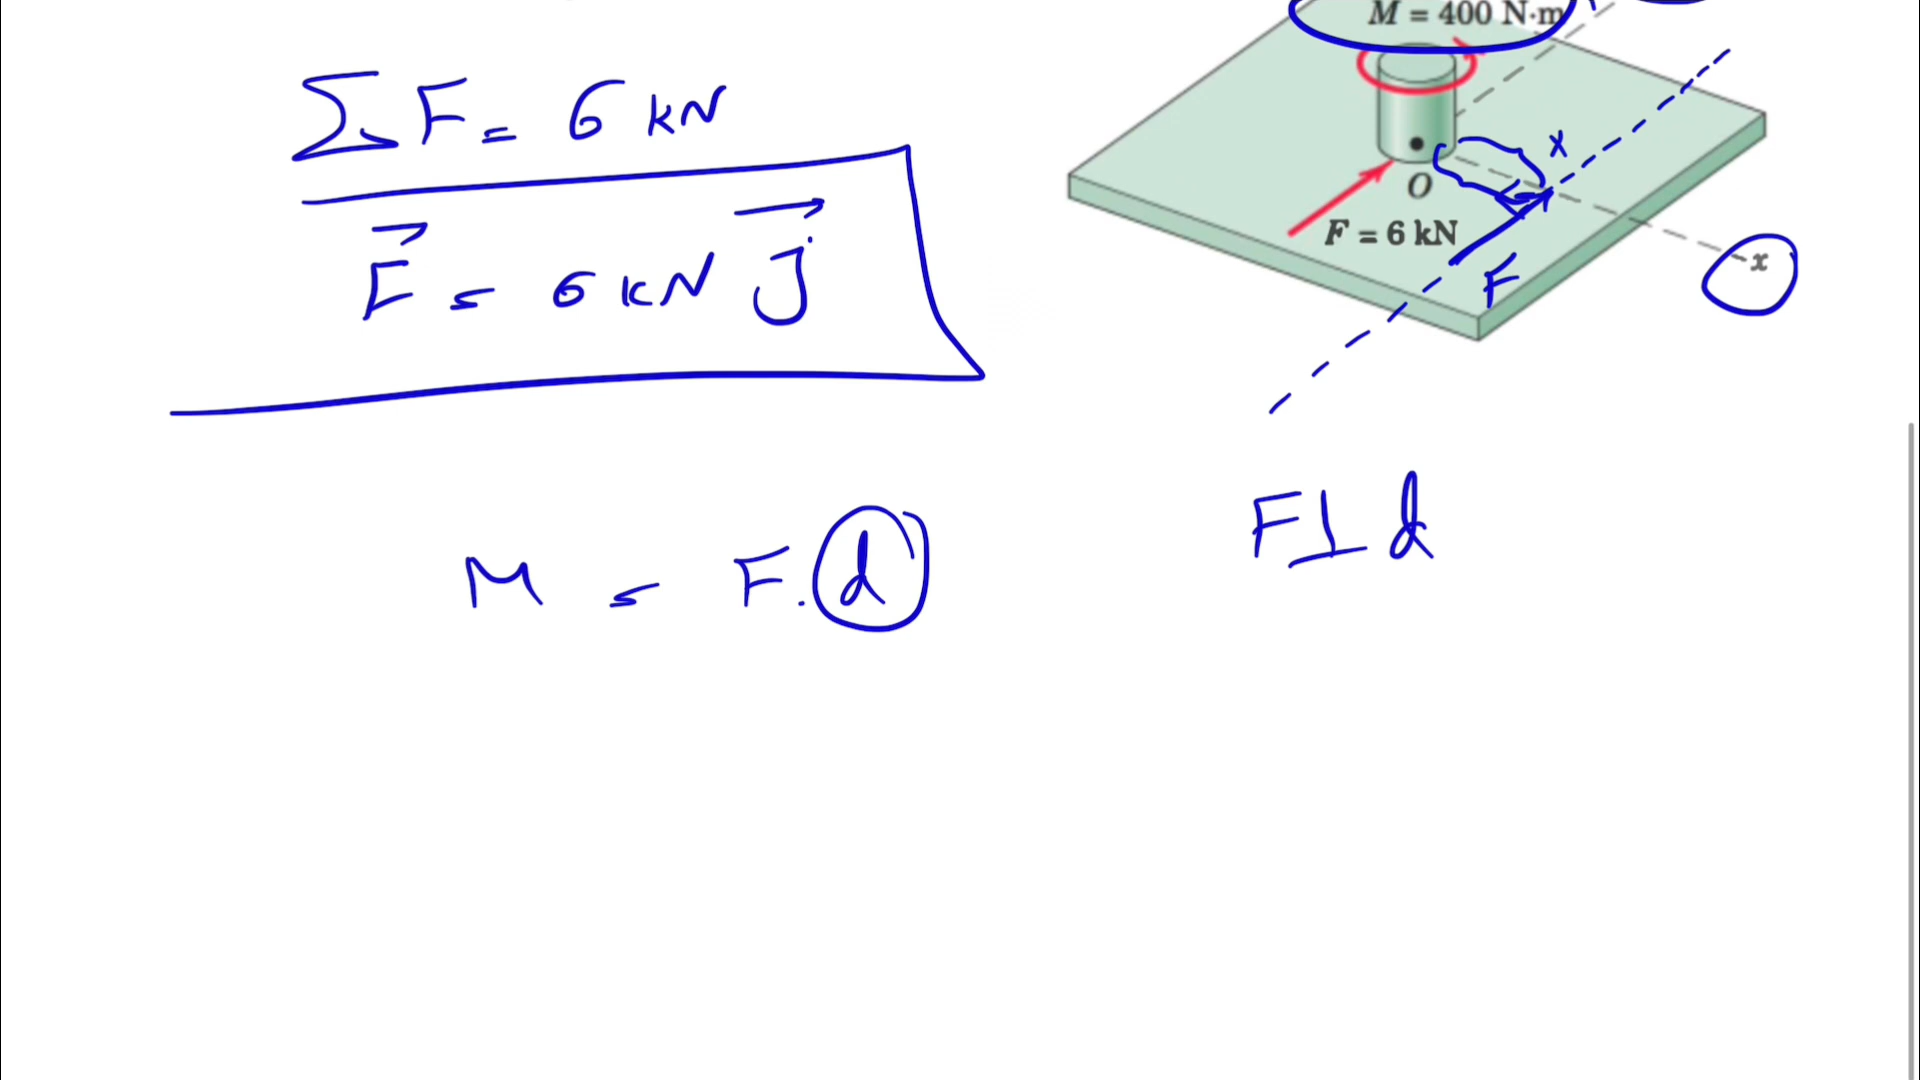 M = 400 N·m
ΣF = 6 kN
x
O
F = 6 kN
F = 6 kN j
x
F
F ⊥ d
M = F.d